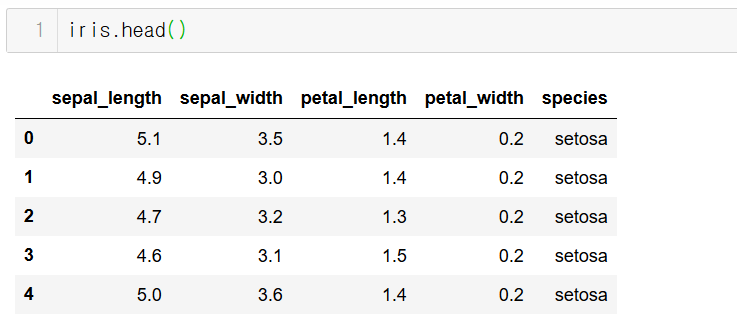 1 iris.head()
sepal_length sepal_width petal_length petal_width species
0 5.1 3.5 1.4 0.2 setosa
1 4.9 3.0 1.4 0.2 setosa
2 4.7 3.2 1.3 0.2 setosa
3 4.6 3.1 1.5 0.2 setosa
4 5.0 3.6 1.4 0.2 setosa